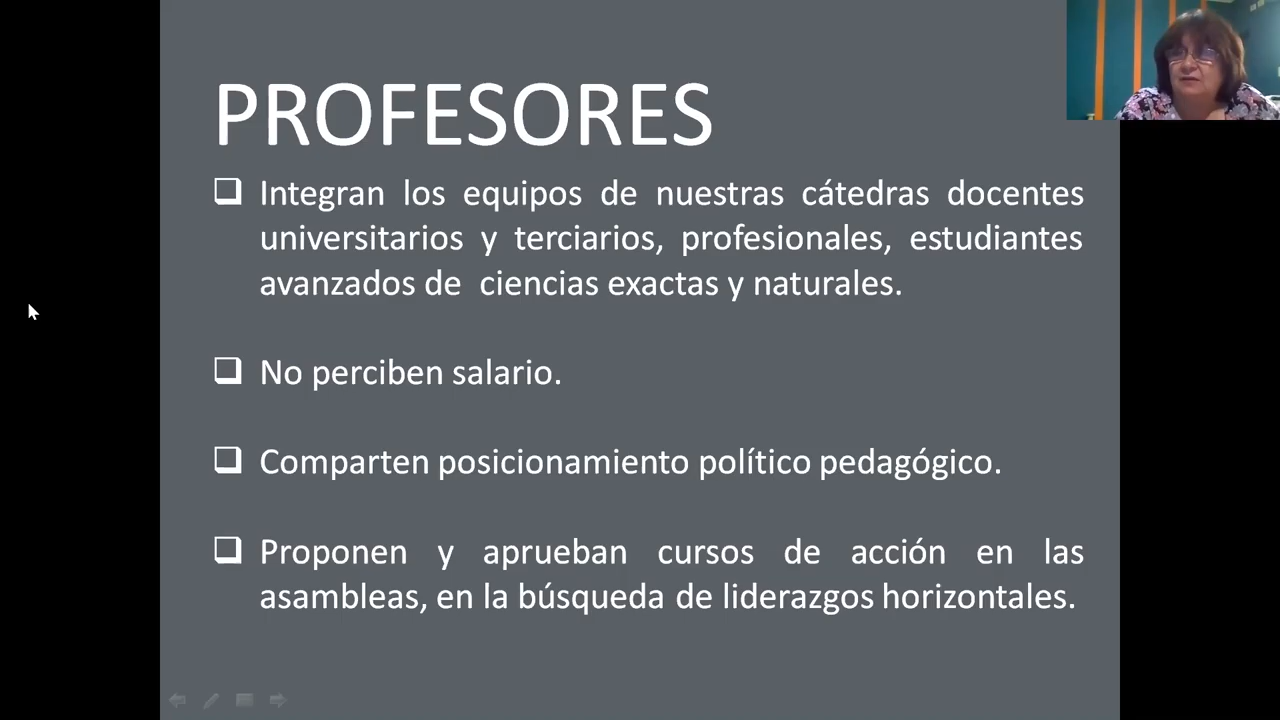 PROFESORES
Integran los equipos de nuestras cátedras docentes
universitarios y terciarios, profesionales, estudiantes
avanzados de ciencias exactas y naturales.
No perciben salario.
Comparten posicionamiento político pedagógico.
Proponen y aprueban cursos de acción en las
asambleas, en la búsqueda de liderazgos horizontales.